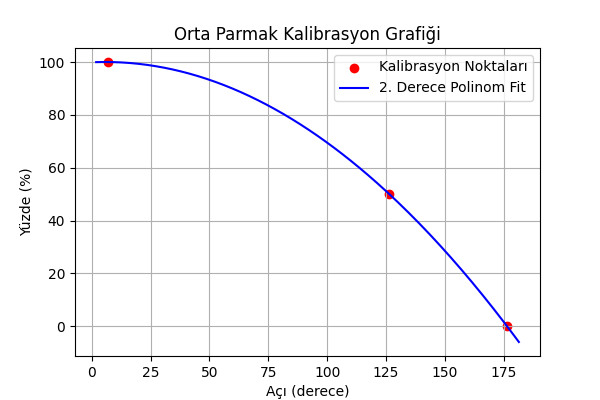 Orta Parmak Kalibrasyon Grafiği
Kalibrasyon Noktaları
2. Derece Polinom Fit
Yüzde (%)
100
80
60
40
20
0
0 25 50 75 100 125 150 175
Açı (derece)